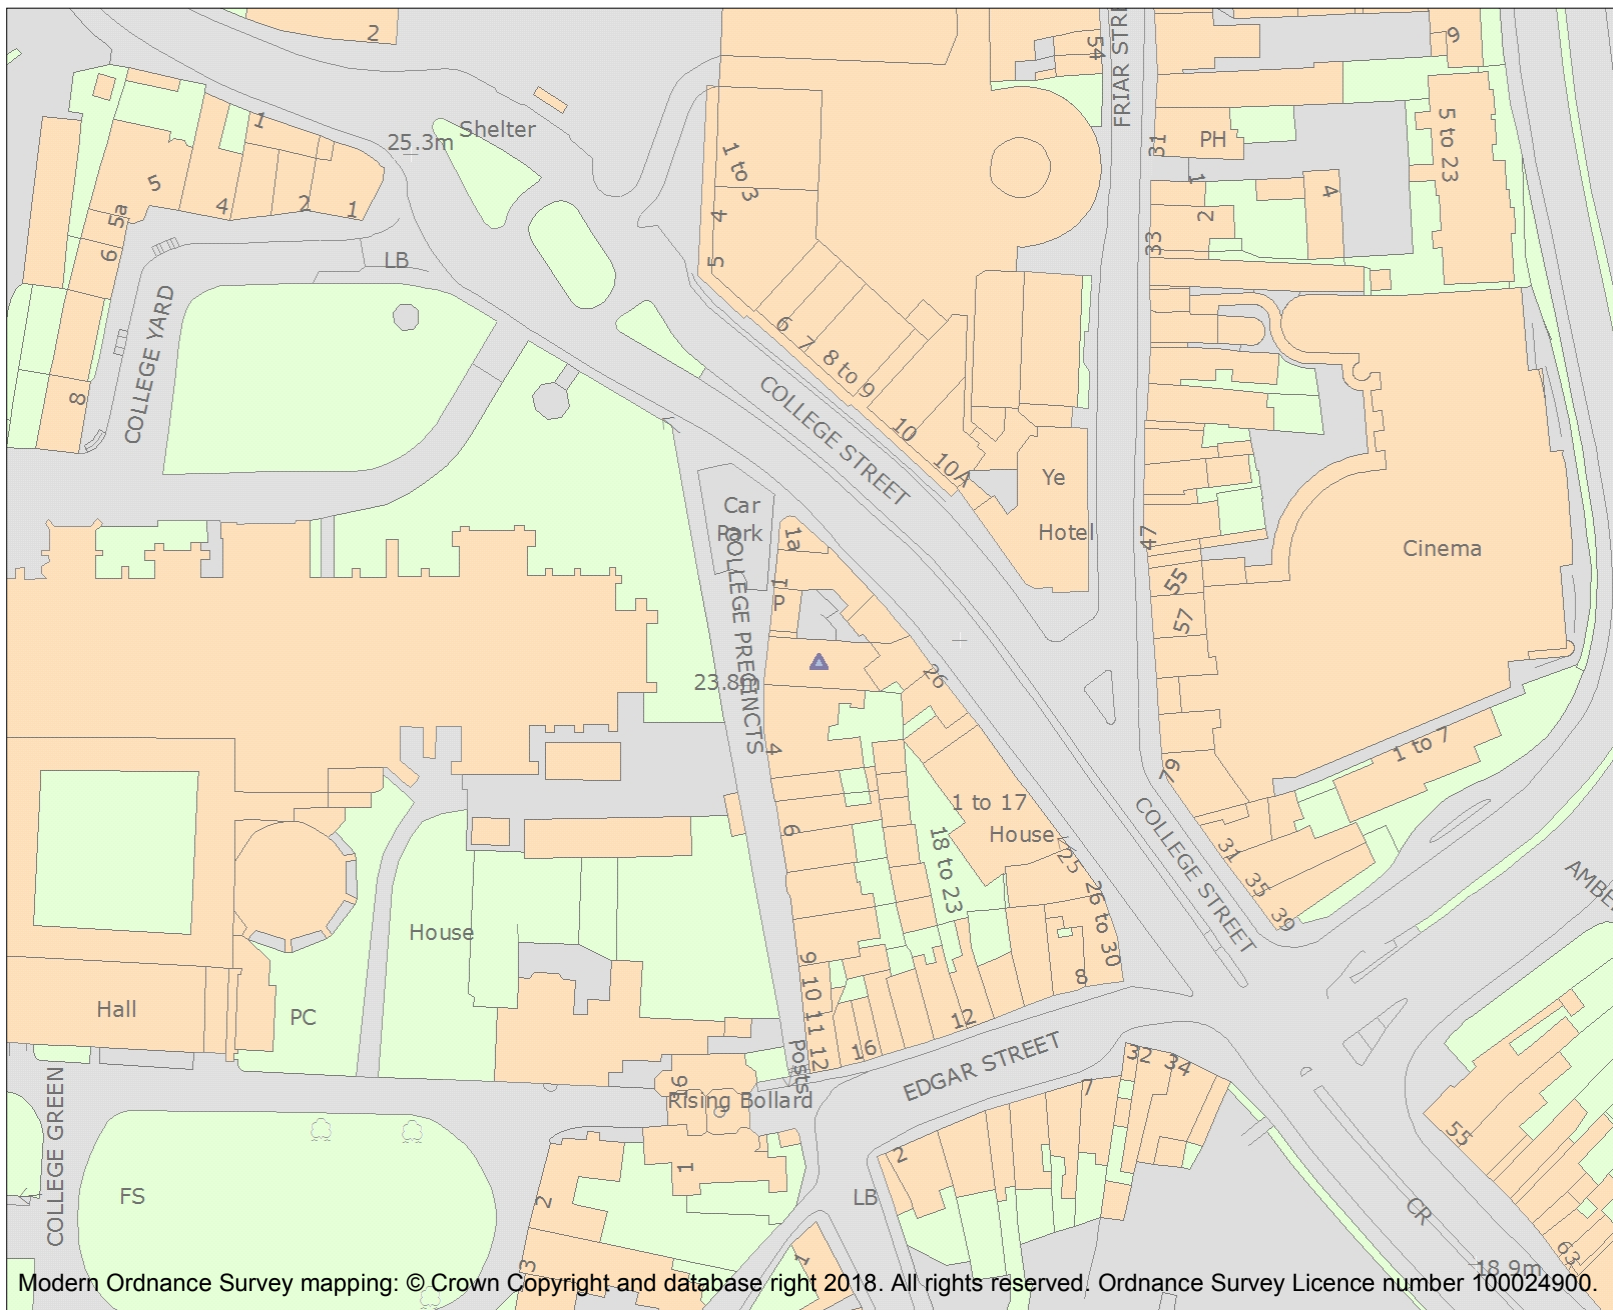 2
54
FRIAR STRE
9
Shelter
25.3m
1
5
5a
6
4
2
1
LB
COLLEGE YARD
8
1 to 3
4
5
6
7
8 to 9
10
10A
COLLEGE STREET
31
PH
1
2
33
4
5 to 23
Ye
Hotel
47
55
57
79
Cinema
1 to 7
Car
Park
COLLEGE PRECINCTS
1a
1
P
23.8m
26
4
6
1 to 17
House
18 to 23
25
26 to 30
8
COLLEGE STREET
31
35
39
AMBE
9
10
11
12
16
12
House
Hall
PC
Posts
EDGAR STREET
16
Rising Bollard
1
2
3
COLLEGE GREEN
FS
LB
1
2
7
32
34
55
63
CR
18.9m
Modern Ordnance Survey mapping: © Crown Copyright and database right 2018. All rights reserved. Ordnance Survey Licence number 100024900.